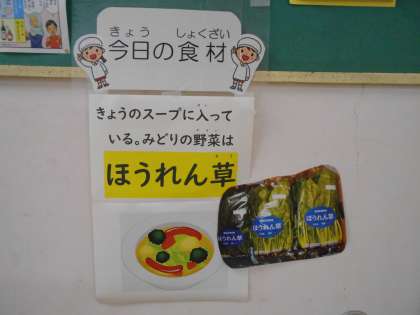 きょう しょくざい
今日の食材
きょうのスープに入って
いる。みどりの野菜は
ほうれん草
ほうれん草
ほうれん草